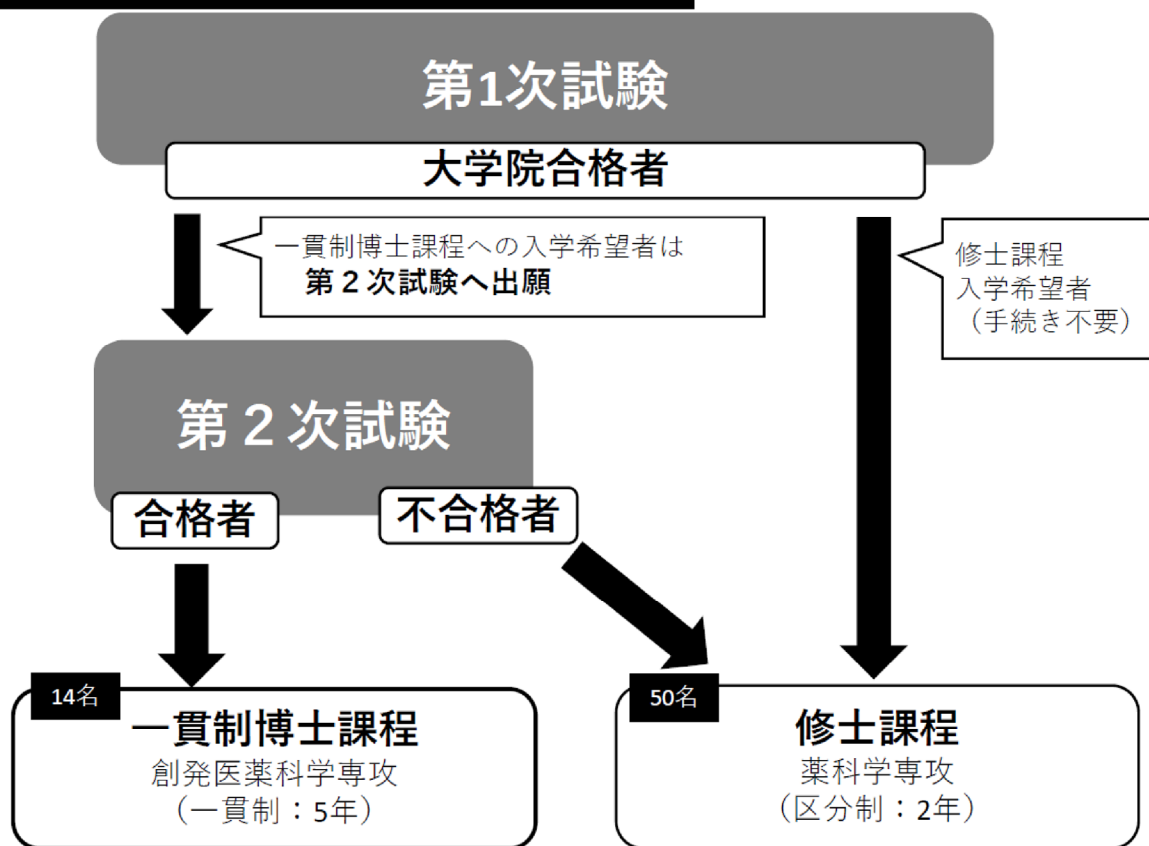 第1次試験
大学院合格者
一貫制博士課程への入学希望者は
第２次試験へ出願
修士課程
入学希望者
（手続き不要）
第２次試験
合格者
不合格者
14名
一貫制博士課程
創発医薬科学専攻
（一貫制：5年）
50名
修士課程
薬科学専攻
（区分制：2年）